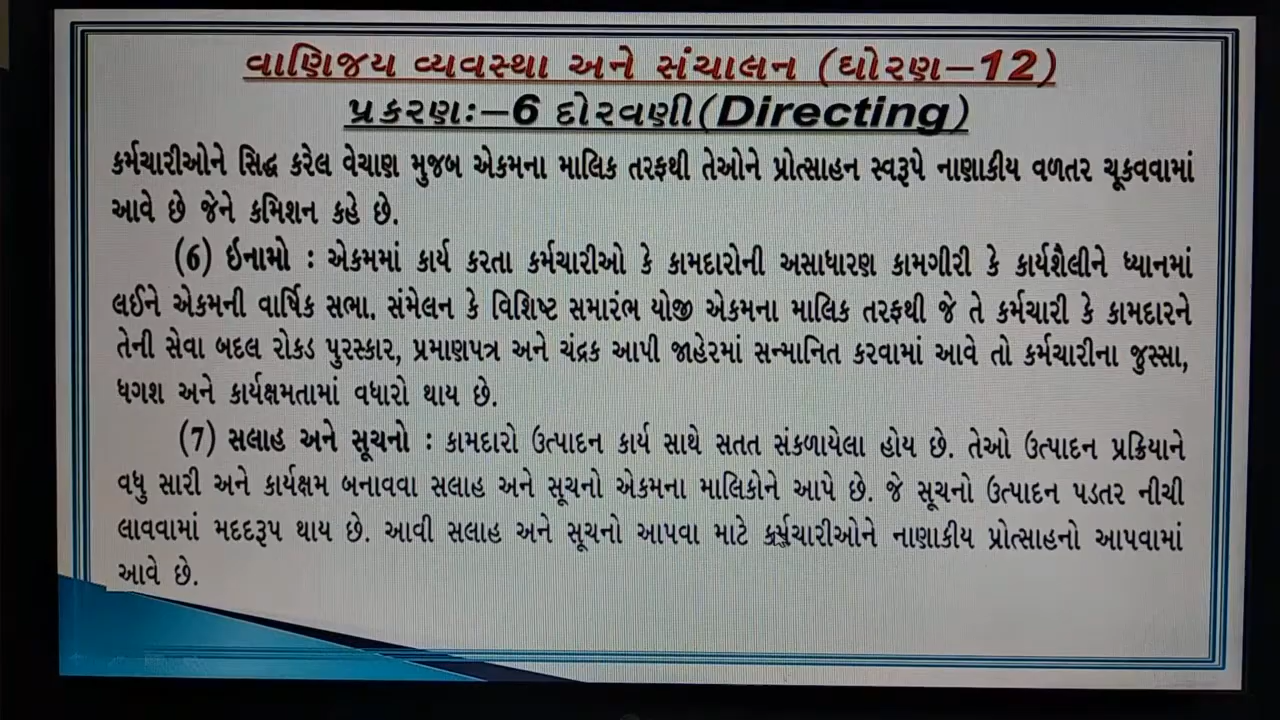 વાણિજય વ્યવસ્થા અને સંચાલન (ધોરણ–12)
પ્રકરણઃ–6 દોરવણી(Directing)
કર્મચારીઓને સિદ્ધ કરેલ વેચાણ મુજબ એકમના માલિક તરફથી તેઓને પ્રોત્સાહન સ્વરૂપે નાણાકીય વળતર ચૂકવવામાં
આવે છે જેને કમિશન કહે છે.
(6) ઇનામો : એકમમાં કાર્ય કરતા કર્મચારીઓ કે કામદારોની અસાધારણ કામગીરી કે કાર્યશૈલીને ધ્યાનમાં
લઈને એકમની વાર્ષિક સભા. સંમેલન કે વિશિષ્ટ સમારંભ યોજી એકમના માલિક તરફથી જે તે કર્મચારી કે કામદારને
તેની સેવા બદલ રોકડ પુરસ્કાર, પ્રમાણપત્ર અને ચંદ્રક આપી જાહેરમાં સન્માનિત કરવામાં આવે તો કર્મચારીના જુસ્સા,
ધગશ અને કાર્યક્ષમતામાં વધારો થાય છે.
(7) સલાહ અને સૂચનો : કામદારો ઉત્પાદન કાર્ય સાથે સતત સંકળાયેલા હોય છે. તેઓ ઉત્પાદન પ્રક્રિયાને
વધુ સારી અને કાર્યક્ષમ બનાવવા સલાહ અને સૂચનો એકમના માલિકોને આપે છે. જે સૂચનો ઉત્પાદન પડતર નીચી
લાવવામાં મદદરૂપ થાય છે. આવી સલાહ અને સૂચનો આપવા માટે કર્મચારીઓને નાણાકીય પ્રોત્સાહનો આપવામાં
આવે છે.